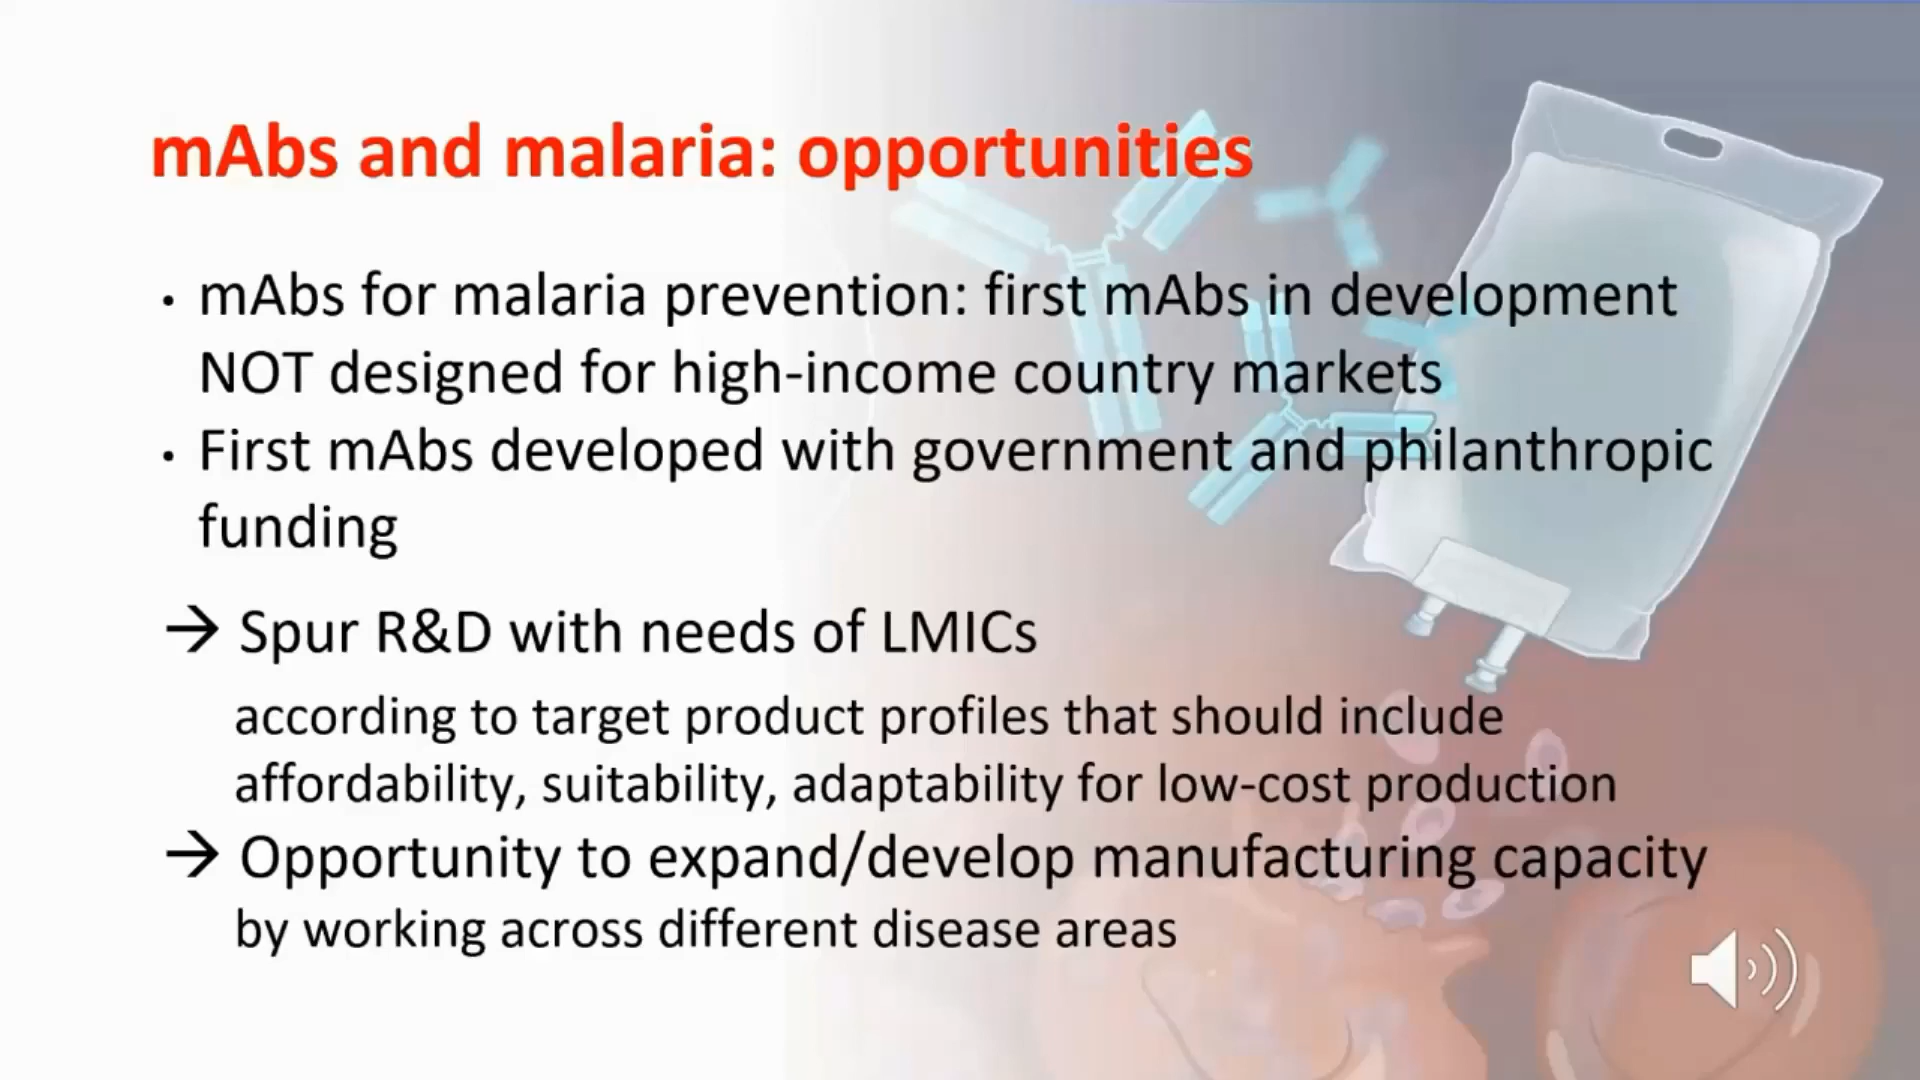 mAbs and malaria: opportunities
• mAbs for malaria prevention: first mAbs in development
NOT designed for high-income country markets
• First mAbs developed with government and philanthropic
funding
→ Spur R&D with needs of LMICs
according to target product profiles that should include
affordability, suitability, adaptability for low-cost production
→ Opportunity to expand/develop manufacturing capacity
by working across different disease areas